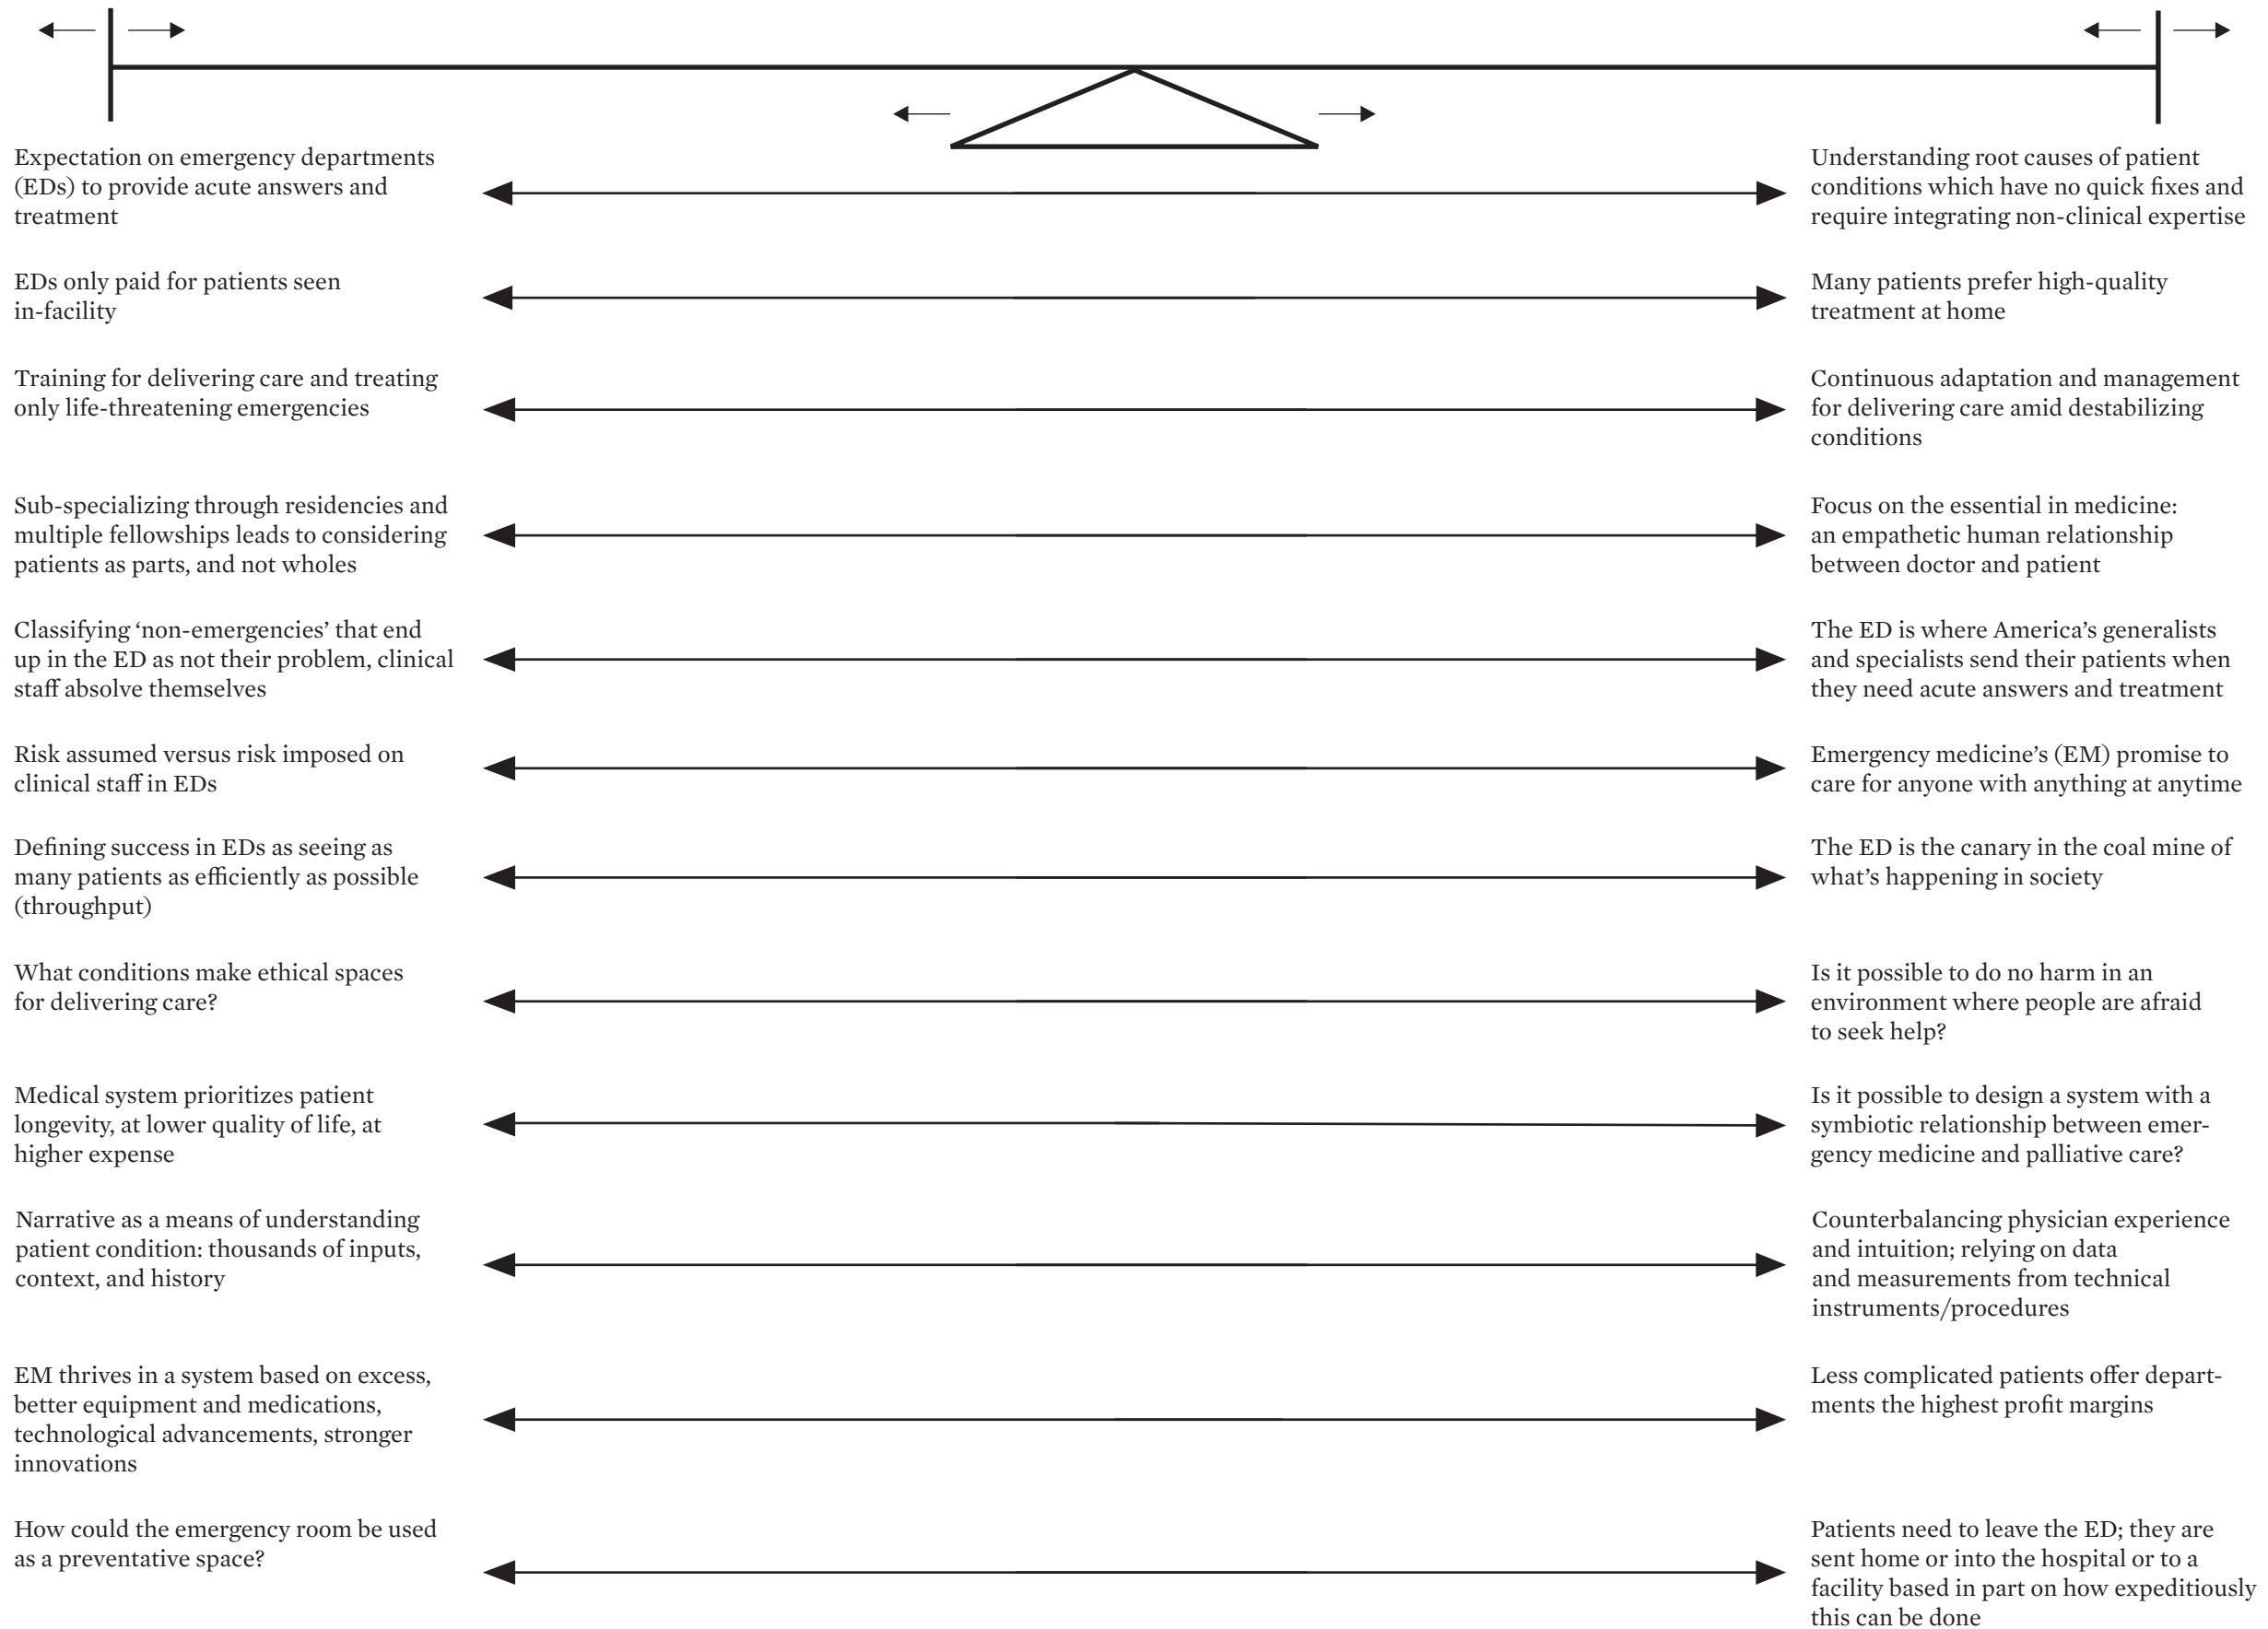 Expectation on emergency departments
(EDs) to provide acute answers and
treatment
Understanding root causes of patient
conditions which have no quick fixes and
require integrating non-clinical expertise
EDs only paid for patients seen
in-facility
Many patients prefer high-quality
treatment at home
Training for delivering care and treating
only life-threatening emergencies
Continuous adaptation and management
for delivering care amid destabilizing
conditions
Sub-specializing through residencies and
multiple fellowships leads to considering
patients as parts, and not wholes
Focus on the essential in medicine:
an empathetic human relationship
between doctor and patient
Classifying ‘non-emergencies’ that end
up in the ED as not their problem, clinical
staff absolve themselves
The ED is where America’s generalists
and specialists send their patients when
they need acute answers and treatment
Risk assumed versus risk imposed on
clinical staff in EDs
Emergency medicine’s (EM) promise to
care for anyone with anything at anytime
Defining success in EDs as seeing as
many patients as efficiently as possible
(throughput)
The ED is the canary in the coal mine of
what’s happening in society
What conditions make ethical spaces
for delivering care?
Is it possible to do no harm in an
environment where people are afraid
to seek help?
Medical system prioritizes patient
longevity, at lower quality of life, at
higher expense
Is it possible to design a system with a
symbiotic relationship between emer-
gency medicine and palliative care?
Narrative as a means of understanding
patient condition: thousands of inputs,
context, and history
Counterbalancing physician experience
and intuition; relying on data
and measurements from technical
instruments/procedures
EM thrives in a system based on excess,
better equipment and medications,
technological advancements, stronger
innovations
Less complicated patients offer depart-
ments the highest profit margins
How could the emergency room be used
as a preventative space?
Patients need to leave the ED; they are
sent home or into the hospital or to a
facility based in part on how expeditiously
this can be done